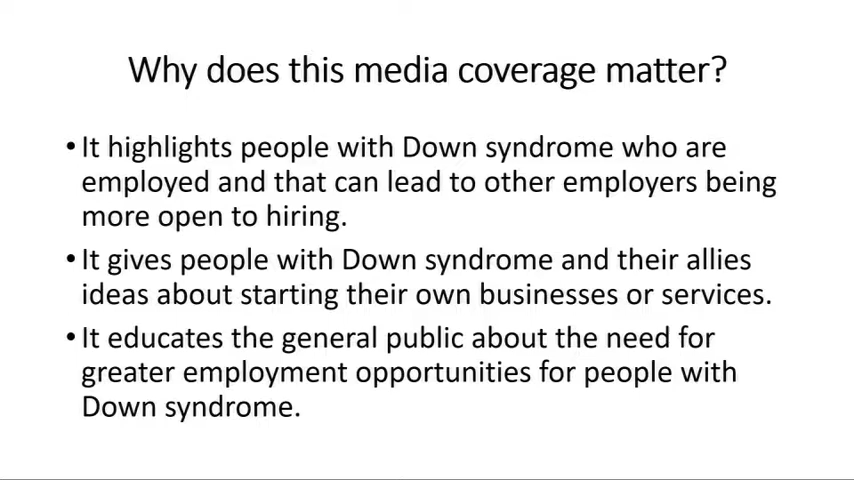 Why does this media coverage matter?
• It highlights people with Down syndrome who are
employed and that can lead to other employers being
more open to hiring.
• It gives people with Down syndrome and their allies
ideas about starting their own businesses or services.
• It educates the general public about the need for
greater employment opportunities for people with
Down syndrome.